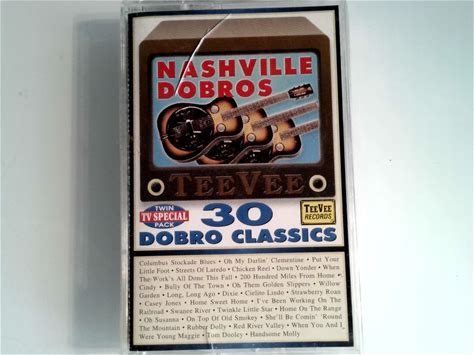 NASHVILLE
DOBROS
TEEVEE
TWIN
TV SPECIAL
PACK
30
TEEVEE
RECORDS
DOBRO CLASSICS
Columbus Stockade Blues • Oh My Darlin' Clementine • Put Your
Little Foot • Streets Of Laredo • Chicken Reel • Down Yonder • When
The Work's All Done This Fall • 200 Hundred Miles From Home •
Cindy • Bully Of The Town • Oh Them Golden Slippers • Willow
Garden • Long, Long Ago • Dixie • Cielito Lindo • Strawberry Roan
• Casey Jones • Home Sweet Home • I've Been Working On The
Railroad • Swanee River • Twinkle Little Star • Home On The Range
• Oh Susanna • On Top Of Old Smokey • She'll Be Comin' Round
The Mountain • Rubber Dolly • Red River Valley • When You And I
Were Young Maggie • Tom Dooley • Handsome Molly